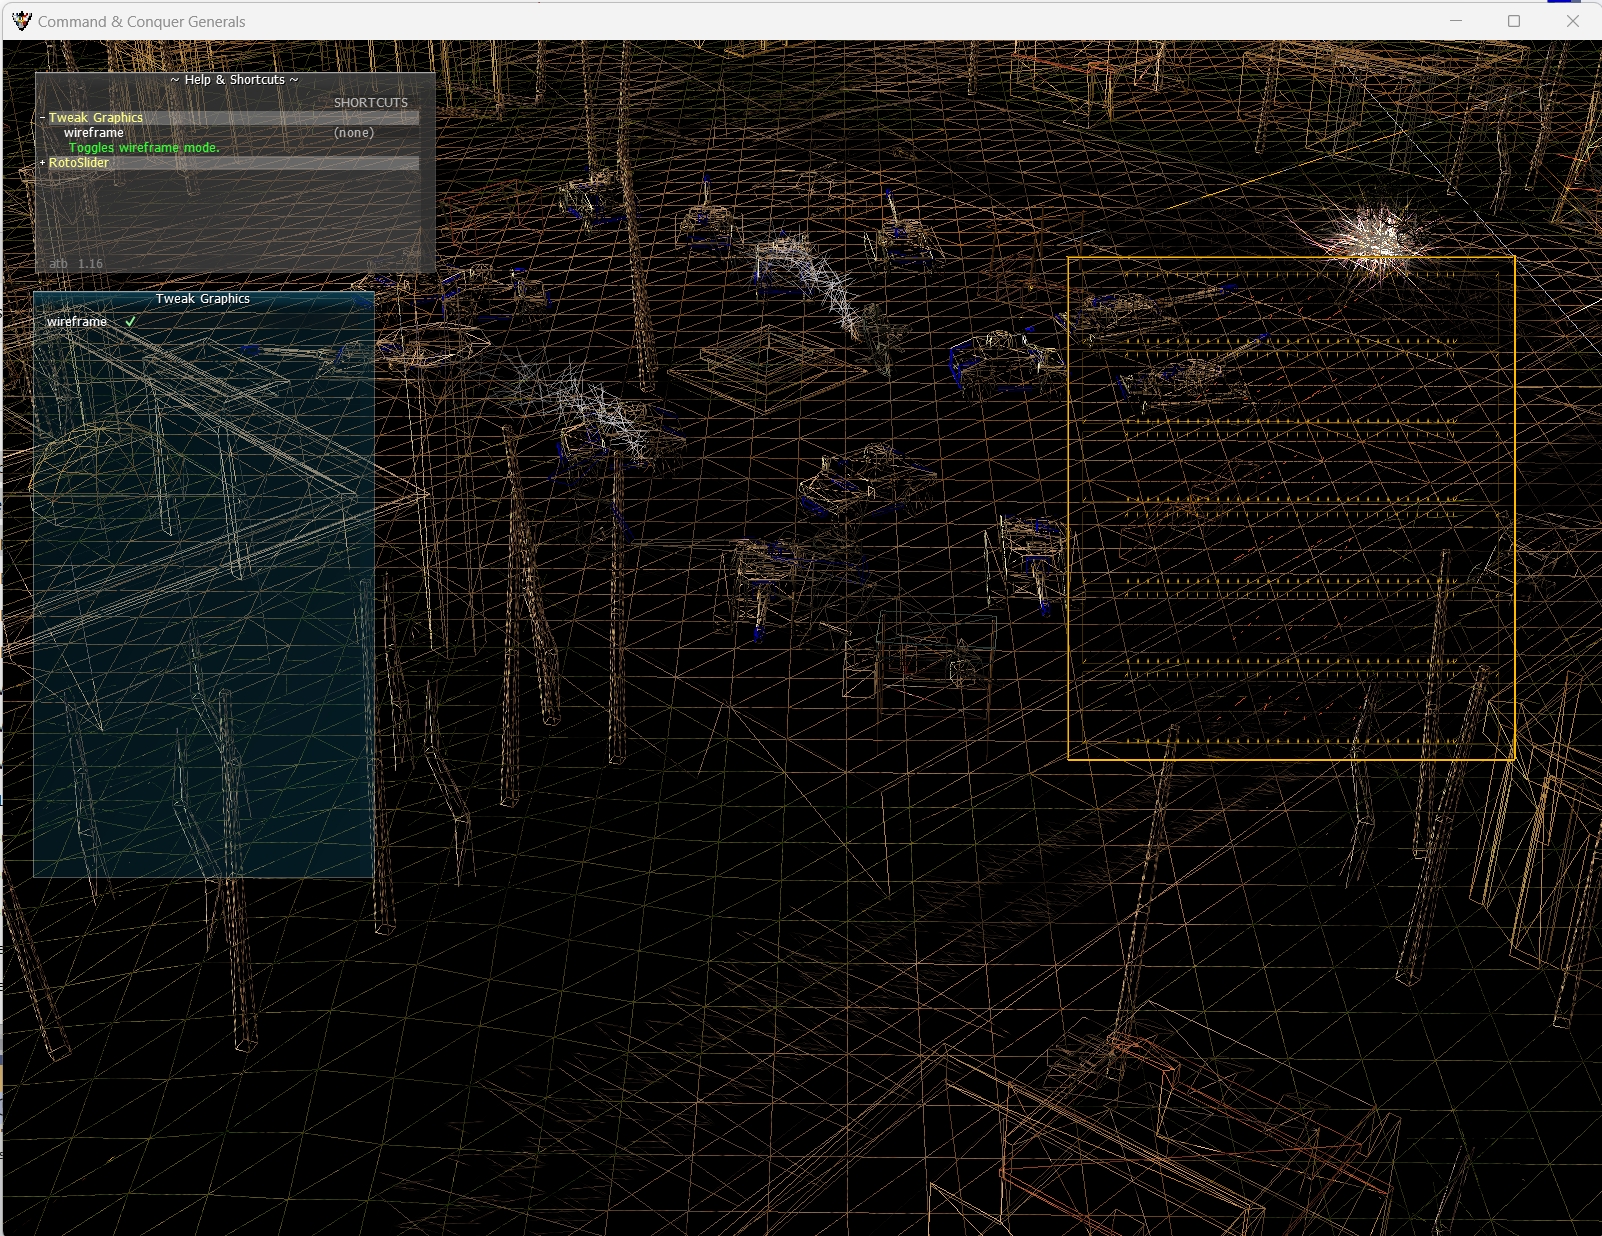 Command & Conquer Generals
~ Help & Shortcuts ~
SHORTCUTS
- Tweak Graphics
wireframe (none)
Toggles wireframe mode.
+ RotoSlider
atb 1.16
Tweak Graphics
wireframe ✓